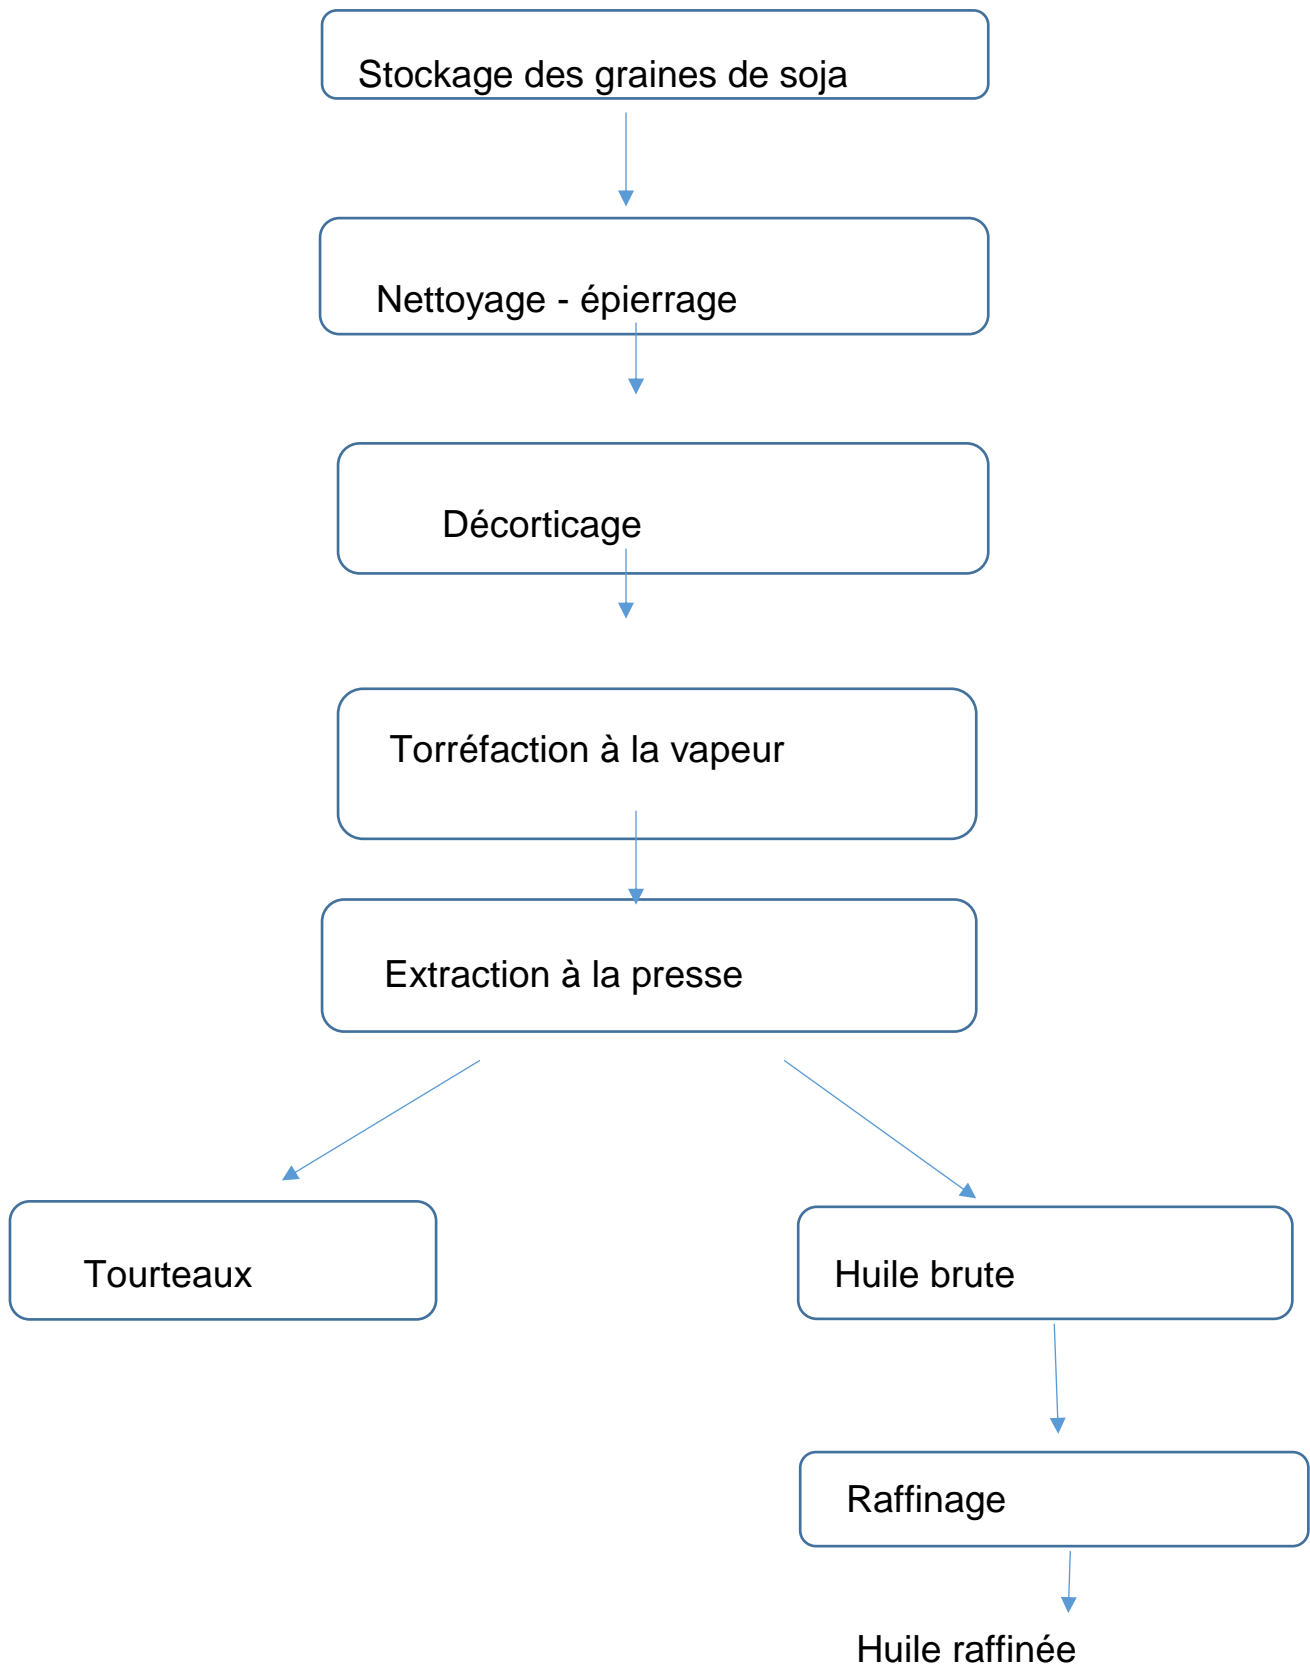 Stockage des graines de soja
Nettoyage - épierrage
Décorticage
Torréfaction à la vapeur
Extraction à la presse
Tourteaux
Huile brute
Raffinage
Huile raffinée